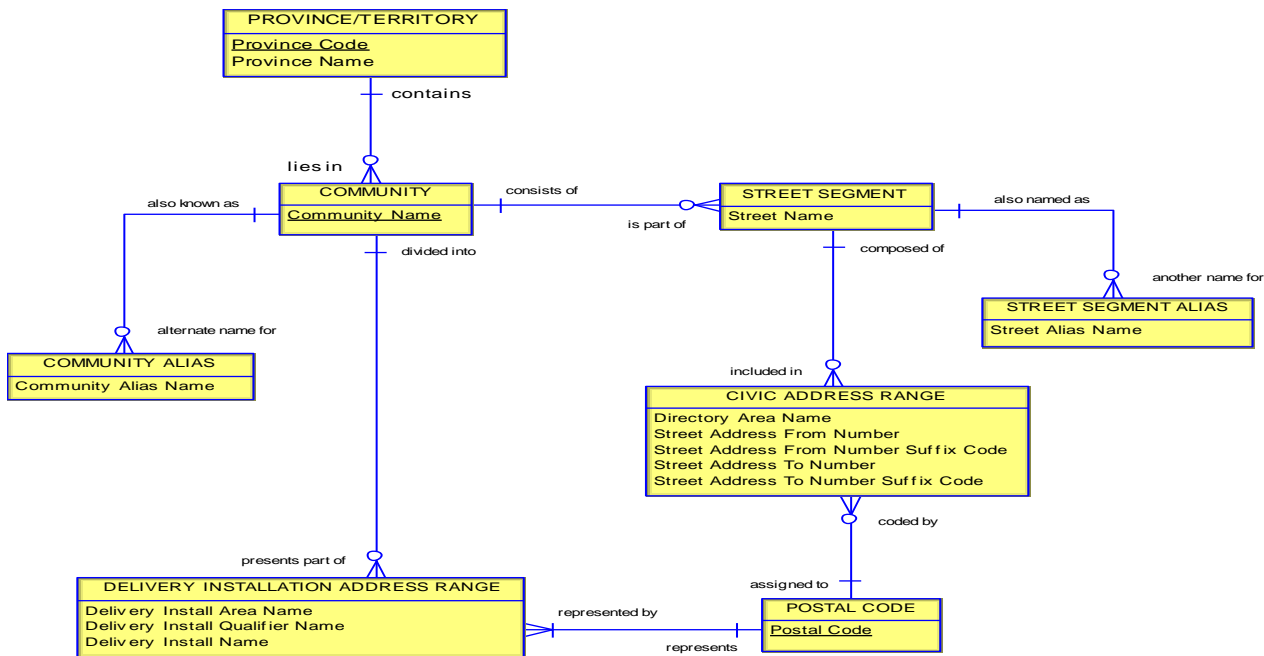 PROVINCE/TERRITORY
Province Code
Province Name
contains
lies in
COMMUNITY
Community Name
also known as
consists of
is part of
STREET SEGMENT
Street Name
also named as
divided into
composed of
another name for
STREET SEGMENT ALIAS
Street Alias Name
alternate name for
COMMUNITY ALIAS
Community Alias Name
included in
CIVIC ADDRESS RANGE
Directory Area Name
Street Address From Number
Street Address From Number Suffix Code
Street Address To Number
Street Address To Number Suffix Code
coded by
presents part of
assigned to
DELIVERY INSTALLATION ADDRESS RANGE
Delivery Install Area Name
Delivery Install Qualifier Name
Delivery Install Name
represented by
represents
POSTAL CODE
Postal Code